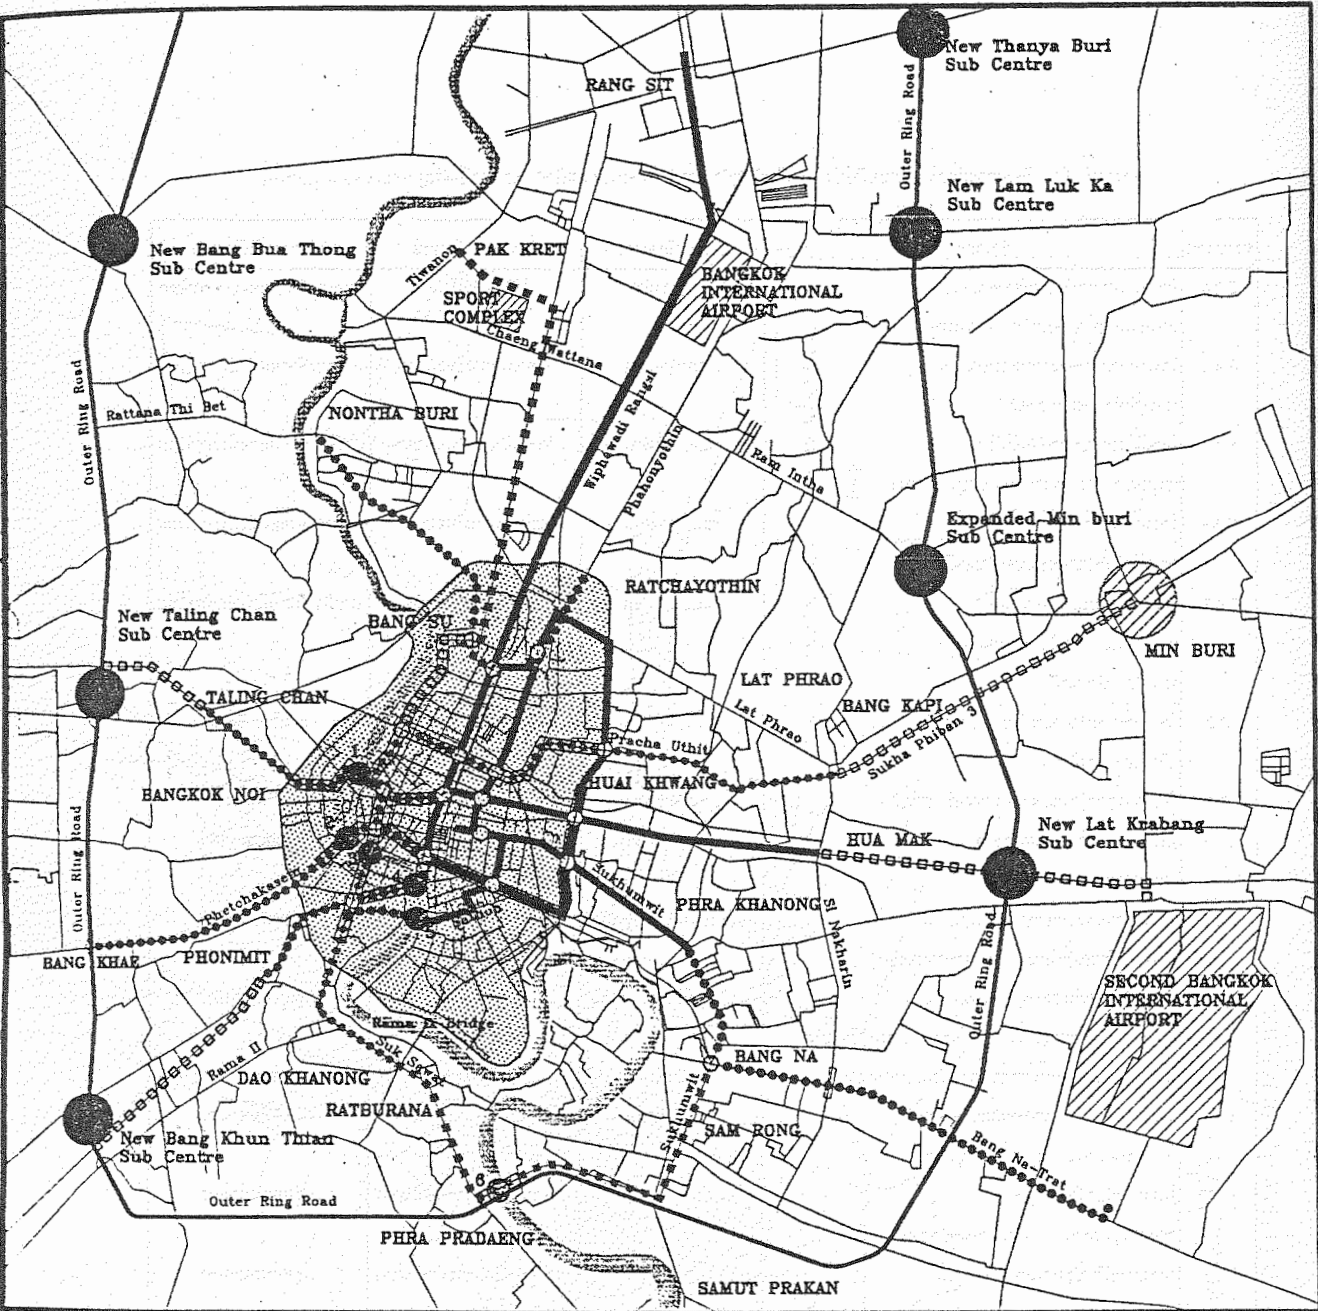 New Thanya Buri
Sub Centre
RANG SIT
Outer Ring Road
New Lam Luk Ka
Sub Centre
New Bang Bua Thong
Sub Centre
Tiwanon
PAK KRET
BANGKOK
INTERNATIONAL
AIRPORT
SPORT
COMPLEX
Chaeng Wattana
Outer Ring Road
Rattana Thi Bet
NONTHA BURI
Wiphawadi Rangsi
Phahonyothin
Ram Intha
Expanded Min buri
Sub Centre
RATCHAYOTHIN
New Taling Chan
Sub Centre
BANG SU
MIN BURI
TALING CHAN
LAT PHRAO
BANG KAPI
Lat Phrao
Sukha Phiban 3
Pracha Uthit
HUAI KHWANG
BANGKOK NOI
1
Outer Ring Road
HUA MAK
New Lat Krabang
Sub Centre
Phetchakasem
Sukhumwit
PHRA KHANONG
Si Nakharin
BANG KHAE
PHONIMIT
Outer Ring Road
SECOND BANGKOK
INTERNATIONAL
AIRPORT
Rama IX Bridge
Suk Sawat
Rama II
DAO KHANONG
BANG NA
RATBURANA
Sukhumwit
SAM RONG
New Bang Khun Thian
Sub Centre
Bang Na-Trat
6
Outer Ring Road
PHRA PRADAENG
SAMUT PRAKAN